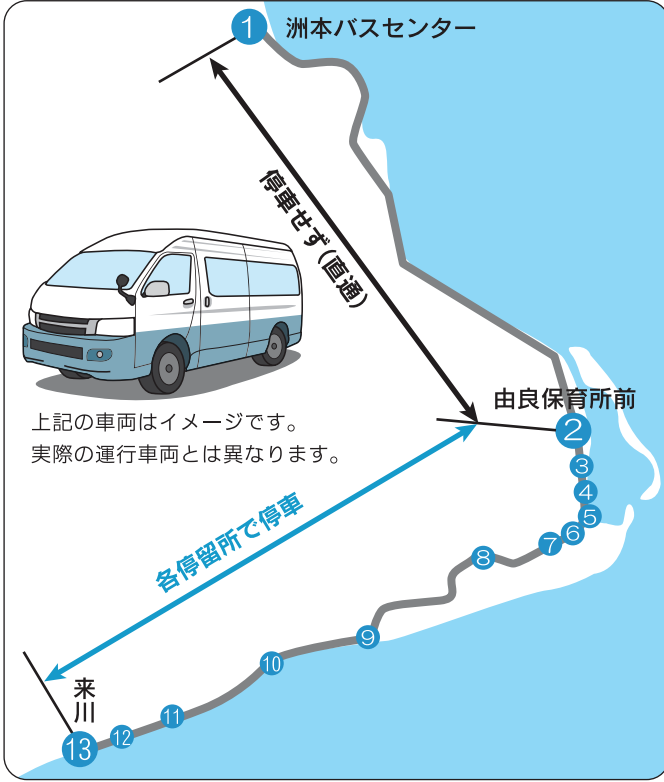 1 洲本バスセンター
停車せず(直通)
上記の車両はイメージです。
実際の運行車両とは異なります。
由良保育所前
2
3
4
5
6
7
8
各停留所で停車
9
10
11
12
来川
13